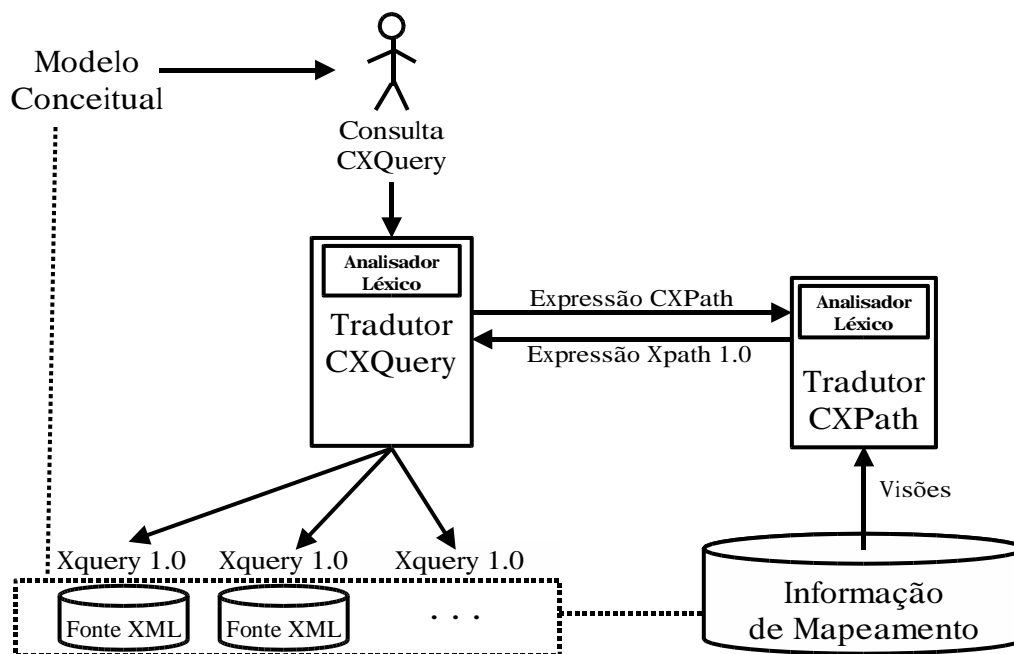 Modelo
Conceitual
Consulta
CXQuery
Analisador
Léxico
Tradutor
CXQuery
Expressão CXPath
Expressão Xpath 1.0
Analisador
Léxico
Tradutor
CXPath
Visões
Xquery 1.0
Xquery 1.0
Xquery 1.0
Fonte XML
Fonte XML
. . .
Informação
de Mapeamento